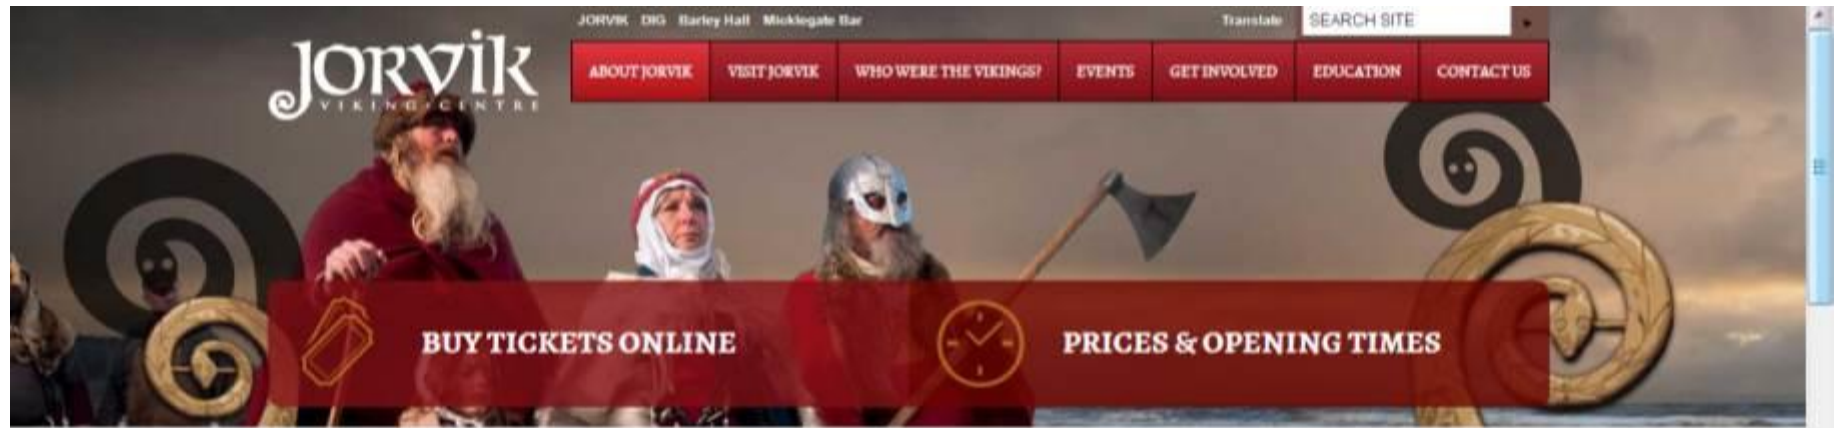 JORVIK DIG Barley Hall Micklegate Bar Translate SEARCH SITE
JORVIK
VIKING·CENTRE
ABOUT JORVIK VISIT JORVIK WHO WERE THE VIKINGS? EVENTS GET INVOLVED EDUCATION CONTACT US
BUY TICKETS ONLINE PRICES & OPENING TIMES